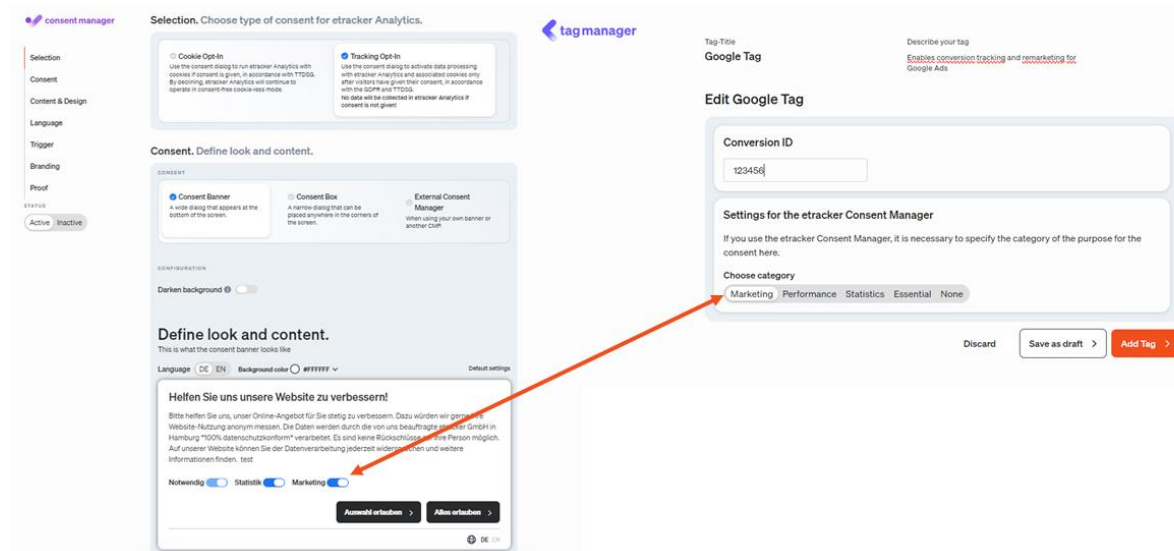 consent manager
Selection
Consent
Content & Design
Language
Trigger
Branding
Proof
STATUS
Active Inactive
Selection. Choose type of consent for etracker Analytics.
Cookie Opt-In
Use the consent dialog to run etracker Analytics with
cookies if consent is given, in accordance with TTDSG.
By declining, etracker Analytics will continue to
operate in consent-free cookie-less mode.
Tracking Opt-In
Use the consent dialog to activate data processing
with etracker Analytics and associated cookies only
after visitors have given their consent, in accordance
with the GDPR and TTDSG.
No data will be collected in etracker Analytics if
consent is not given!
Consent. Define look and content.
CONSENT
Consent Banner
A wide dialog that appears at the
bottom of the screen.
Consent Box
A narrow dialog that can be
placed anywhere in the corners of
the screen.
External Consent
Manager
When using your own banner or
another CMP.
CONFIGURATION
Darken background
Define look and content.
This is what the consent banner looks like
Language DE EN Background color #FFFFFF Default settings
Helfen Sie uns unsere Website zu verbessern!
Bitte helfen Sie uns, unser Online-Angebot für Sie stetig zu verbessern. Dazu würden wir gerne Ihre
Website-Nutzung anonym messen. Die Daten werden durch die von uns beauftragte etracker GmbH in
Hamburg "100% datenschutzkonform" verarbeitet. Es sind keine Rückschlüsse auf Ihre Person möglich.
Auf unserer Website können Sie der Datenverarbeitung jederzeit widersprechen und weitere
Informationen finden. test
Notwendig Statistik Marketing
Auswahl erlauben > Alles erlauben >
DE EN
tag manager
Tag-Title
Google Tag
Describe your tag
Enables conversion tracking and remarketing for
Google Ads
Edit Google Tag
Conversion ID
123456
Settings for the etracker Consent Manager
If you use the etracker Consent Manager, it is necessary to specify the category of the purpose for the
consent here.
Choose category
Marketing Performance Statistics Essential None
Discard Save as draft > Add Tag >